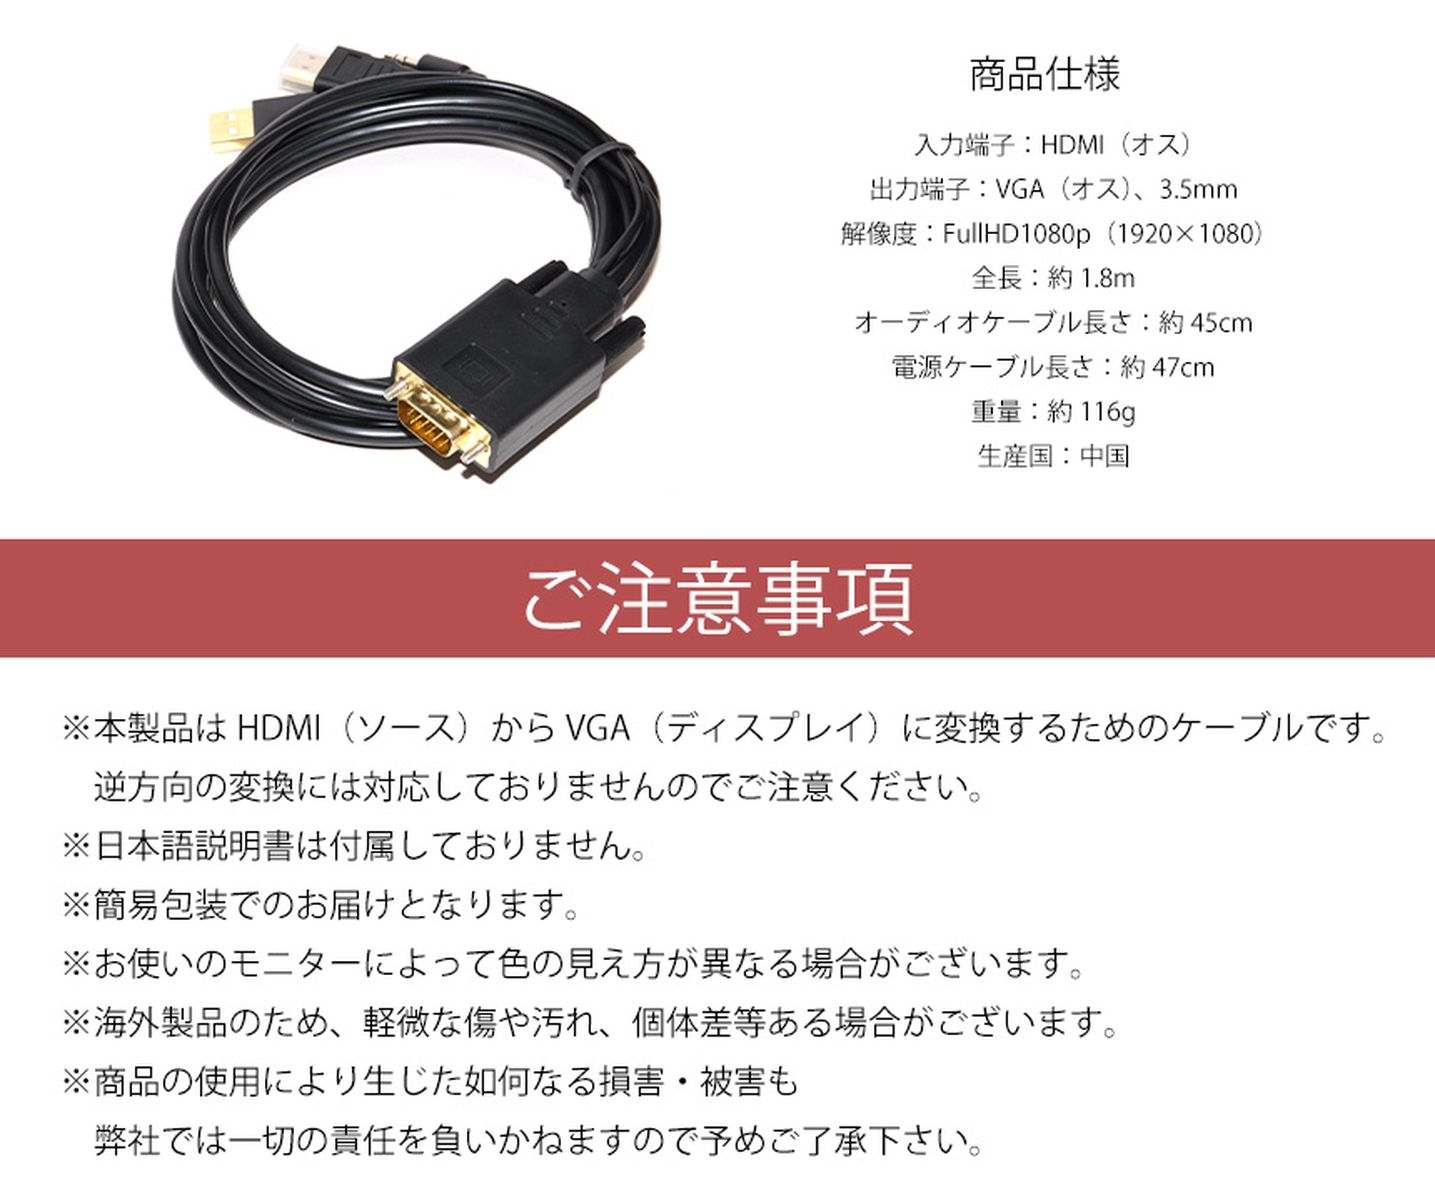 商品仕様
入力端子：HDMI（オス）
出力端子：VGA（オス）、3.5mm
解像度：FullHD1080p（1920×1080）
全長：約 1.8m
オーディオケーブル長さ：約 45cm
電源ケーブル長さ：約 47cm
重量：約 116g
生産国：中国
ご注意事項
※本製品は HDMI（ソース）から VGA（ディスプレイ）に変換するためのケーブルです。
逆方向の変換には対応しておりませんのでご注意ください。
※日本語説明書は付属しておりません。
※簡易包装でのお届けとなります。
※お使いのモニターによって色の見え方が異なる場合がございます。
※海外製品のため、軽微な傷や汚れ、個体差等ある場合がございます。
※商品の使用により生じた如何なる損害・被害も
弊社では一切の責任を負いかねますので予めご了承下さい。